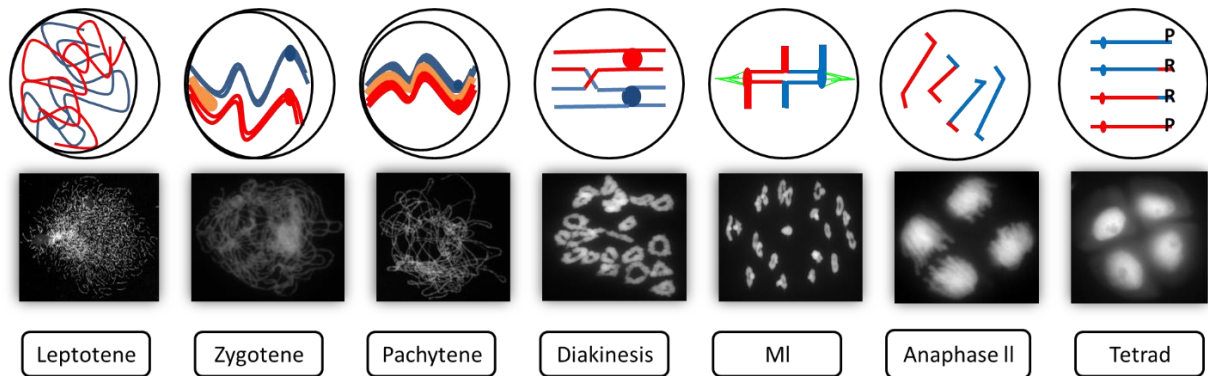 P
R
R
P
Leptotene
Zygotene
Pachytene
Diakinesis
MI
Anaphase II
Tetrad